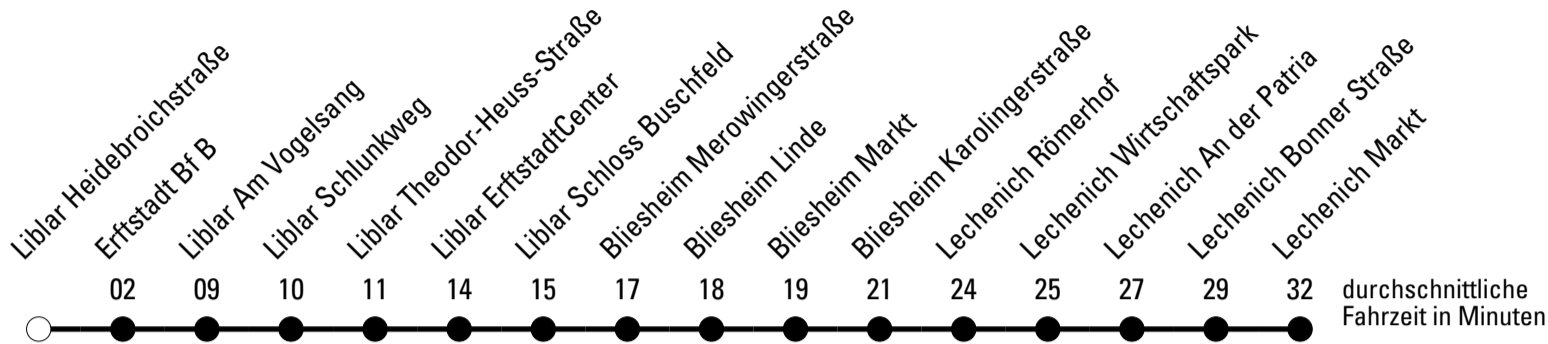 Liblar Heidebroichstraße
Erftstadt Bf B
Liblar Am Vogelsang
Liblar Schlunkweg
Liblar Theodor-Heuss-Straße
Liblar ErftstadtCenter
Liblar Schloss Buschfeld
Bliesheim Merowingerstraße
Bliesheim Linde
Bliesheim Markt
Bliesheim Karolingerstraße
Lechenich Römerhof
Lechenich Wirtschaftspark
Lechenich An der Patria
Lechenich Bonner Straße
Lechenich Markt
02 09 10 11 14 15 17 18 19 21 24 25 27 29 32
durchschnittliche
Fahrzeit in Minuten